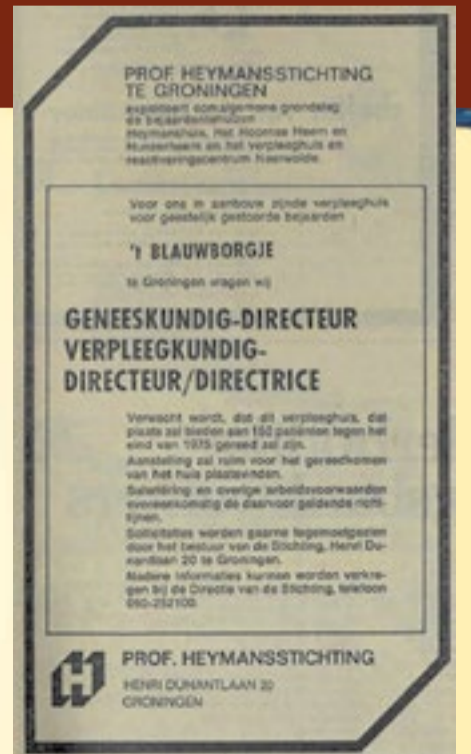 PROF HEYMANSSTICHTING
TE GRONINGEN
exploiteert op algemene grondslag
de bejaardentehuizen
Heymanshuis, Het Hoornse Heem en
Hunzerheem en het verpleeghuis en
reactiveringscentrum Maarwolde.
Voor ons in aanbouw zijnde verpleeghuis
voor geestelijk gestoorde bejaarden
't BLAUWBORGJE
te Groningen vragen wij
GENEESKUNDIG-DIRECTEUR
VERPLEEGKUNDIG-
DIRECTEUR/DIRECTRICE
Verwacht wordt, dat dit verpleeghuis, dat
plaats zal bieden aan 150 patiënten tegen het
eind van 1975 gereed zal zijn.
Aanstelling zal ruim voor het gereedkomen
van het huis plaatsvinden.
Salariëring en overige arbeidsvoorwaarden
overeenkomstig de daarvoor geldende richt-
lijnen.
Sollicitaties worden gaarne tegemoetgezien
door het bestuur van de Stichting, Henri Du-
nantlaan 20 te Groningen.
Nadere informaties kunnen worden verkre-
gen bij de Directie van de Stichting, telefoon
050-252100.
PROF. HEYMANSSTICHTING
HENRI DUNANTLAAN 20
GRONINGEN